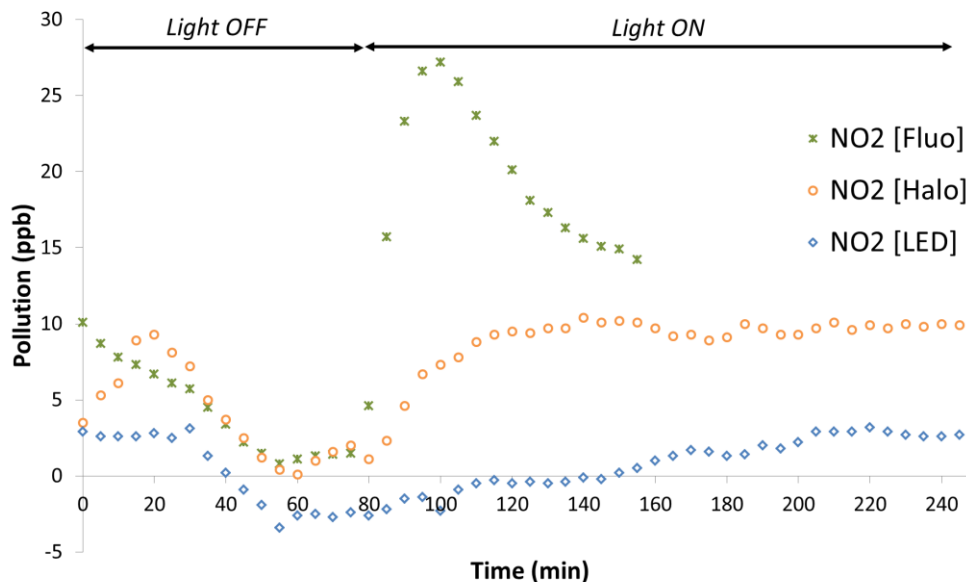 Light OFF
Light ON
30
25
20
15
10
5
0
-5
Pollution (ppb)
0 20 40 60 80 100 120 140 160 180 200 220 240
Time (min)
NO2 [Fluo]
NO2 [Halo]
NO2 [LED]